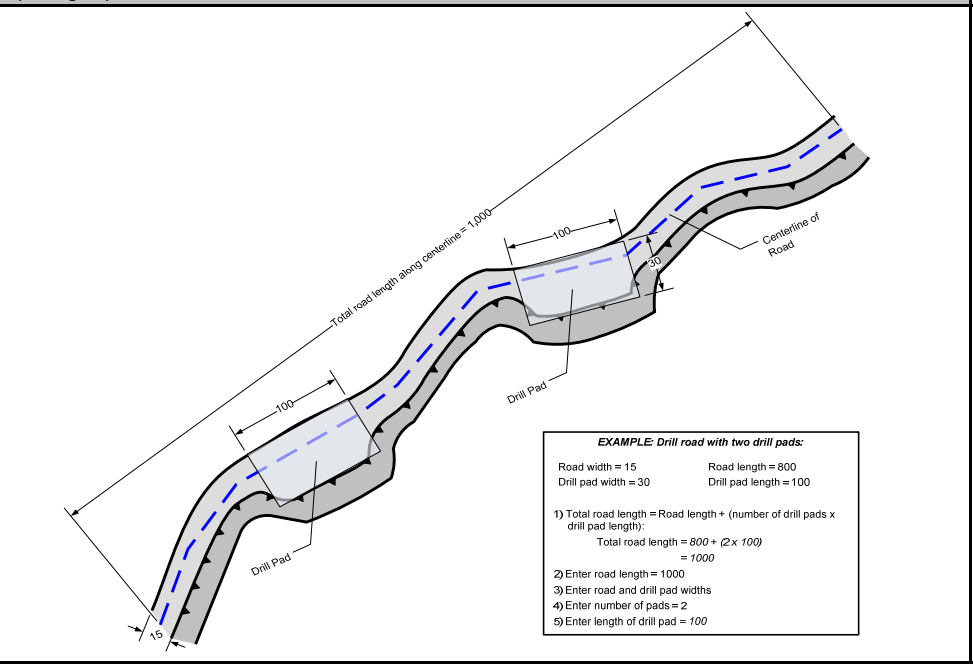 Total road length along centerline = 1,000
100
30
Centerline of
Road
Drill Pad
100
Drill Pad
15
EXAMPLE: Drill road with two drill pads:
Road width = 15 Road length = 800
Drill pad width = 30 Drill pad length = 100
1) Total road length = Road length + (number of drill pads x
drill pad length):
Total road length = 800 + (2 x 100)
= 1000
2) Enter road length = 1000
3) Enter road and drill pad widths
4) Enter number of pads = 2
5) Enter length of drill pad = 100